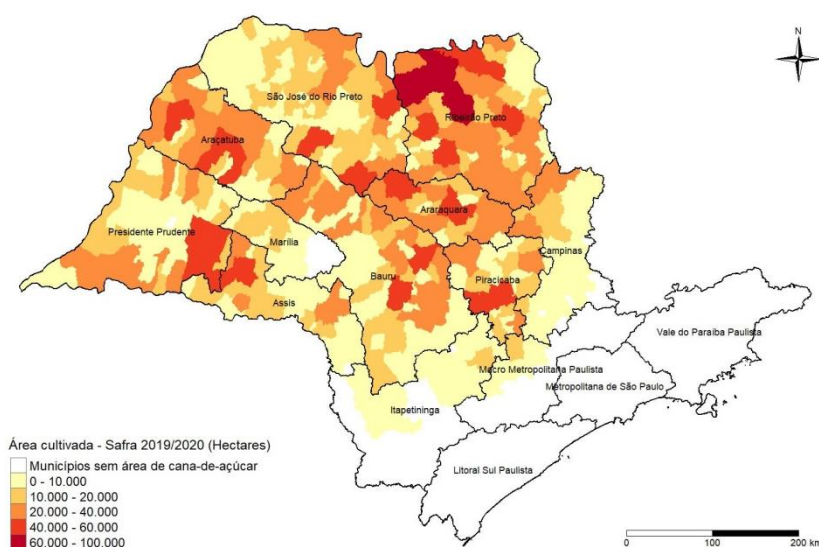 N
São José do Rio Preto
Ribeirão Preto
Araçatuba
Araraquara
Presidente Prudente
Marília
Campinas
Bauru
Piracicaba
Assis
Vale do Paraíba Paulista
Macro Metropolitana Paulista
Metropolitana de São Paulo
Itapetininga
Litoral Sul Paulista
Área cultivada - Safra 2019/2020 (Hectares)
Municípios sem área de cana-de-açúcar
0 - 10.000
10.000 - 20.000
20.000 - 40.000
40.000 - 60.000
60.000 - 100.000
0 100 200 km